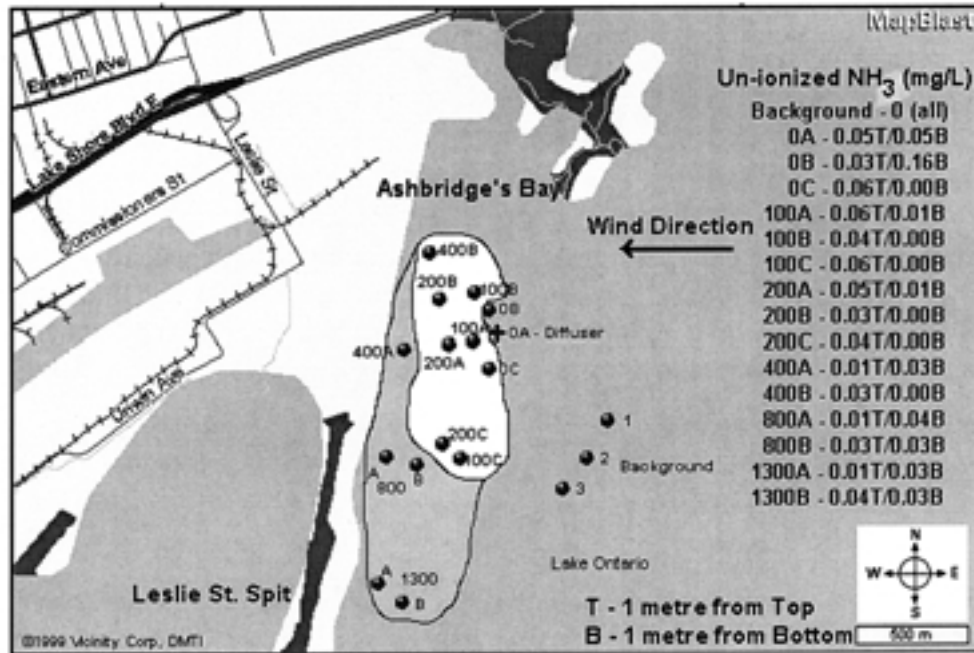 MapBlast
Eastern Ave
Lake Shore Blvd E
Leslie St
Commissioners St
Unwin Ave
Ashbridge's Bay
Wind Direction
400B
200B
100B
0B
100A
0A - Diffuser
400A
200A
0C
200C
100C
A
800
B
1
2
Background
3
A
1300
B
Lake Ontario
Leslie St. Spit
Un-ionized NH3 (mg/L)
Background - 0 (all)
0A - 0.05T/0.05B
0B - 0.03T/0.16B
0C - 0.06T/0.00B
100A - 0.06T/0.01B
100B - 0.04T/0.00B
100C - 0.06T/0.00B
200A - 0.05T/0.01B
200B - 0.03T/0.00B
200C - 0.04T/0.00B
400A - 0.01T/0.03B
400B - 0.03T/0.00B
800A - 0.01T/0.04B
800B - 0.03T/0.03B
1300A - 0.01T/0.03B
1300B - 0.04T/0.03B
N
W E
S
T - 1 metre from Top
B - 1 metre from Bottom
500 m
©1999 Vicinity Corp, DMTI